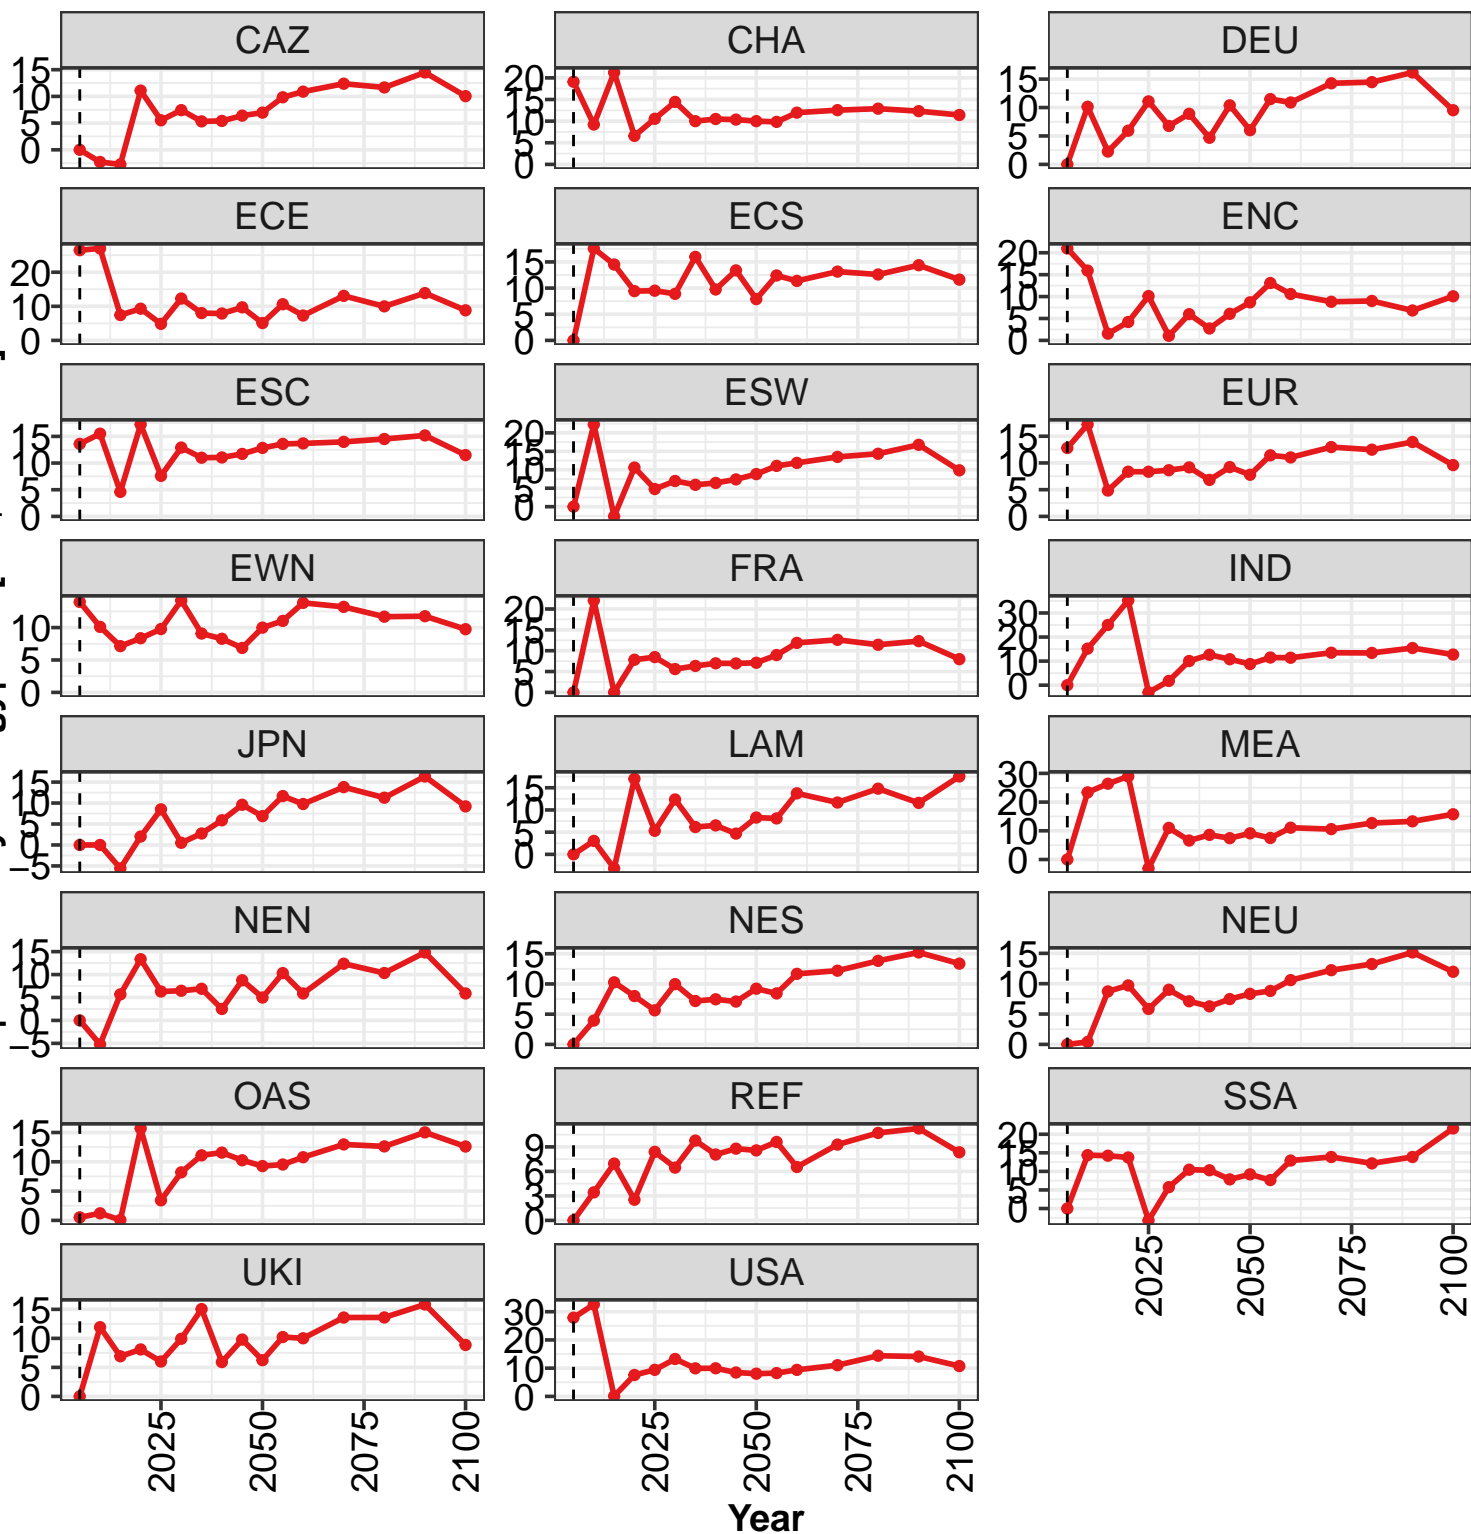 CAZ CHA DEU
15 10 5 0
20 15 10 5 0
15 10 5 0
ECE ECS ENC
20 10 0
15 10 5 0
20 15 10 5 0
ESC ESW EUR
15 10 5 0
20 15 10 5 0
15 10 5 0
EWN FRA IND
10 5 0
20 15 10 5 0
30 20 10 0
JPN LAM MEA
15 10 5 0 −5
15 10 5 0
30 20 10 0
NEN NES NEU
15 10 5 0 −5
15 10 5 0
15 10 5 0
OAS REF SSA
15 10 5 0
9 6 3 0
20 15 10 5 0
2025 2050 2075 2100
UKI USA
15 10 5 0
30 20 10 0
2025 2050 2075 2100
2025 2050 2075 2100
Year